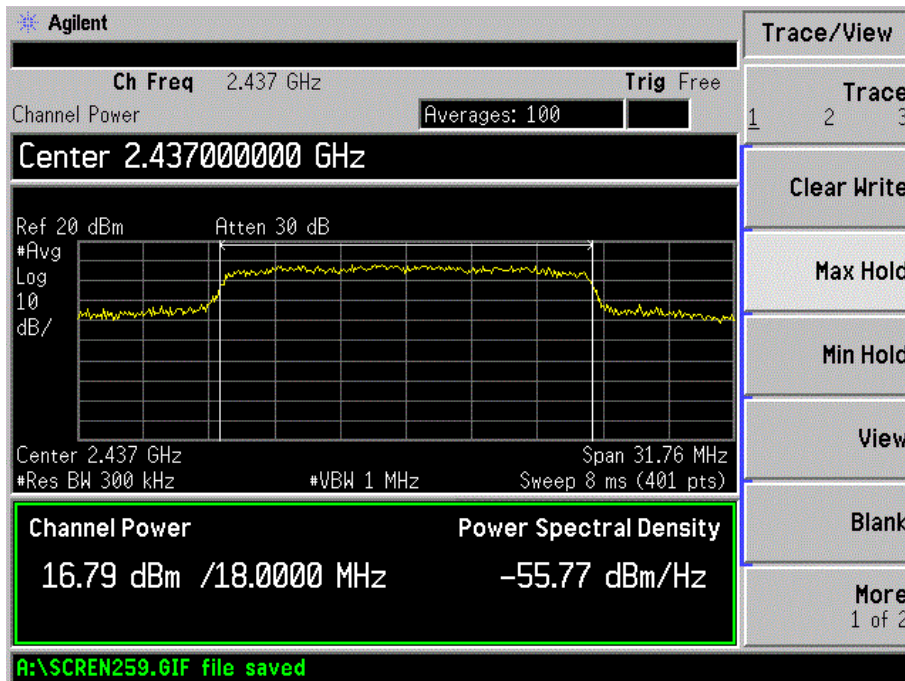 Agilent
Ch Freq 2.437 GHz Trig Free
Channel Power Averages: 100
Center 2.437000000 GHz
Ref 20 dBm Atten 30 dB
#Avg
Log
10
dB/
Center 2.437 GHz Span 31.76 MHz
#Res BW 300 kHz #VBW 1 MHz Sweep 8 ms (401 pts)
Channel Power Power Spectral Density
16.79 dBm /18.0000 MHz -55.77 dBm/Hz
A:\SCREN259.GIF file saved
Trace/View
Trace
1 2 3
Clear Write
Max Hold
Min Hold
View
Blank
More
1 of 2